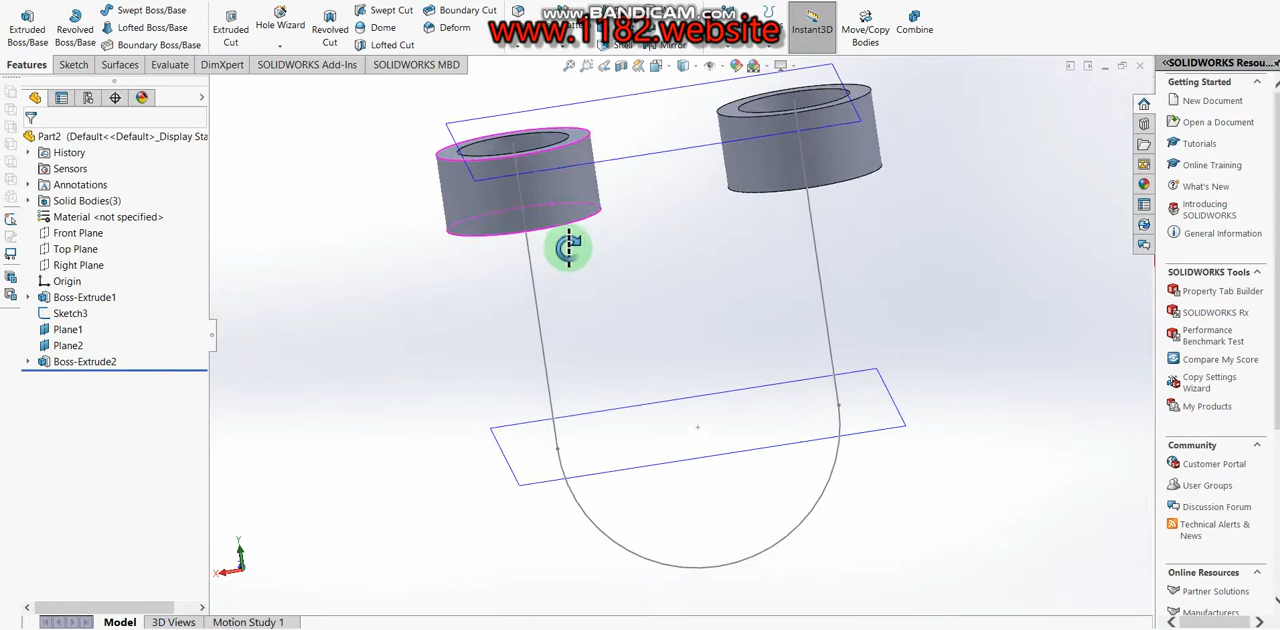 www.BANDICAM.com
www.1182.website
Extruded Boss/Base
Revolved Boss/Base
Swept Boss/Base
Lofted Boss/Base
Boundary Boss/Base
Extruded Cut
Hole Wizard
Revolved Cut
Swept Cut
Dome
Lofted Cut
Boundary Cut
Deform
Shell
Mirror
Instant3D
Move/Copy Bodies
Combine
Features
Sketch
Surfaces
Evaluate
DimXpert
SOLIDWORKS Add-Ins
SOLIDWORKS MBD
Part2 (Default<<Default>_Display Sta
History
Sensors
Annotations
Solid Bodies(3)
Material <not specified>
Front Plane
Top Plane
Right Plane
Origin
Boss-Extrude1
Sketch3
Plane1
Plane2
Boss-Extrude2
Y
X
Model
3D Views
Motion Study 1
SOLIDWORKS Resou...
Getting Started
New Document
Open a Document
Tutorials
Online Training
What's New
Introducing SOLIDWORKS
General Information
SOLIDWORKS Tools
Property Tab Builder
SOLIDWORKS Rx
Performance Benchmark Test
Compare My Score
Copy Settings Wizard
My Products
Community
Customer Portal
User Groups
Discussion Forum
Technical Alerts & News
Online Resources
Partner Solutions
Manufacturers